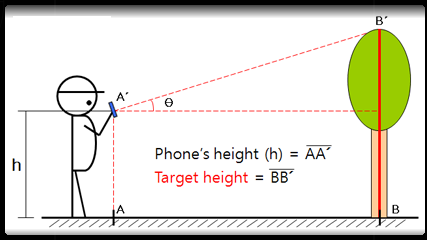 B´
A´
Θ
h
Phone's height (h) = AA´
Target height = BB´
A
B